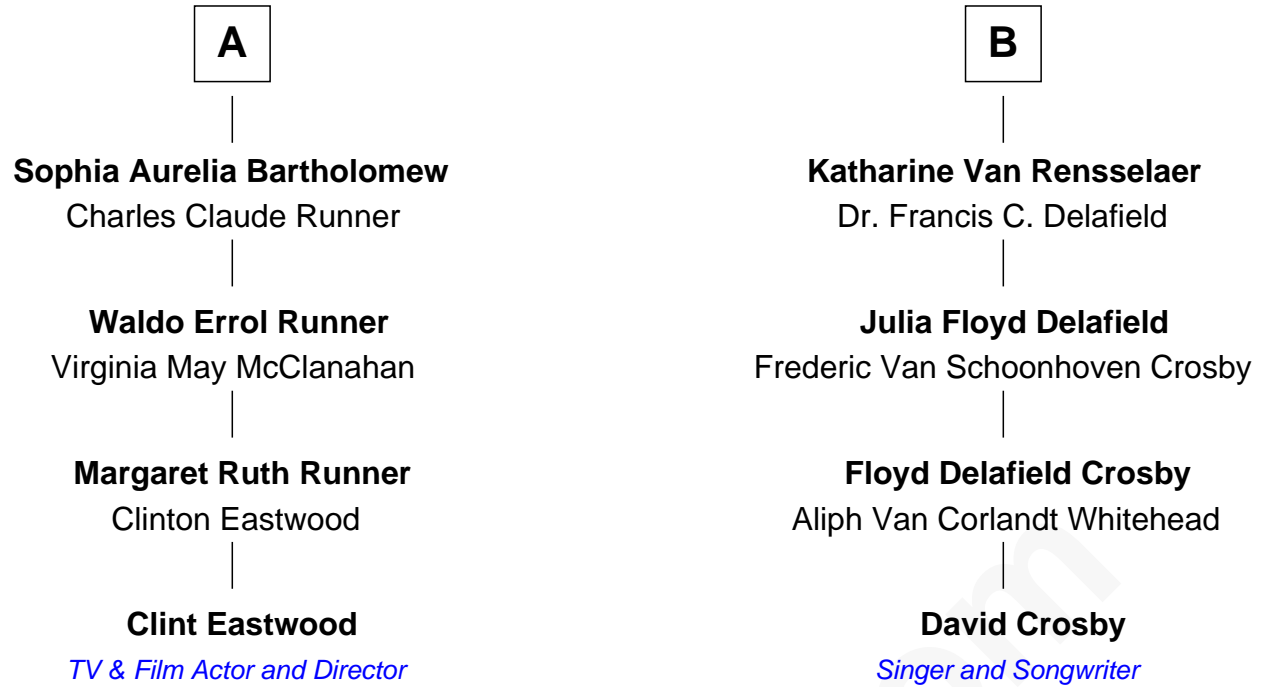 A
Sophia Aurelia Bartholomew
Charles Claude Runner
Waldo Errol Runner
Virginia May McClanahan
Margaret Ruth Runner
Clinton Eastwood
Clint Eastwood
TV & Film Actor and Director
B
Katharine Van Rensselaer
Dr. Francis C. Delafield
Julia Floyd Delafield
Frederic Van Schoonhoven Crosby
Floyd Delafield Crosby
Aliph Van Corlandt Whitehead
David Crosby
Singer and Songwriter